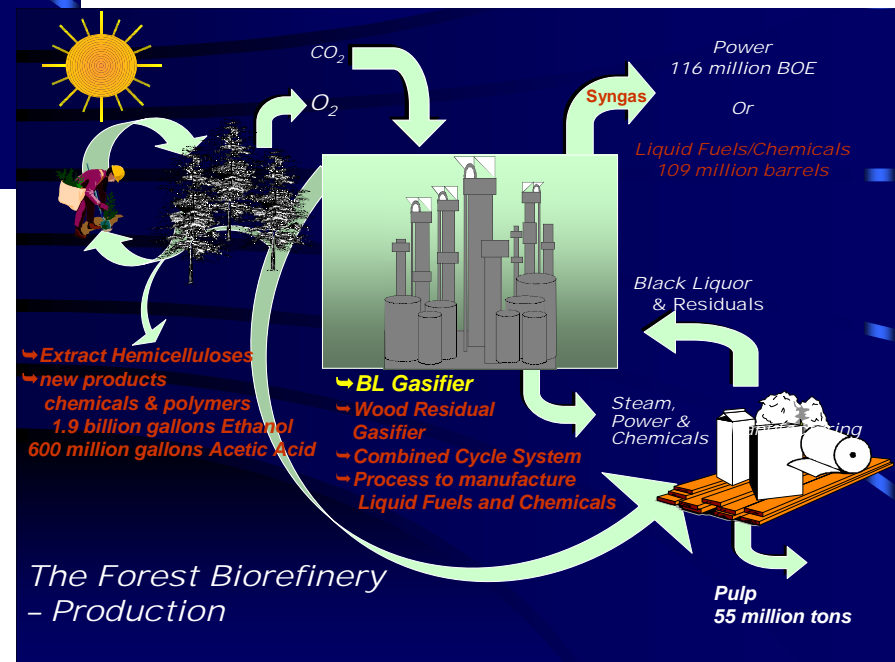 CO2
O2
Syngas
Power
116 million BOE
Or
Liquid Fuels/Chemicals
109 million barrels
Black Liquor
& Residuals
➥Extract Hemicelluloses
➥new products
chemicals & polymers
1.9 billion gallons Ethanol
600 million gallons Acetic Acid
➥BL Gasifier
➥Wood Residual
Gasifier
➥Combined Cycle System
➥Process to manufacture
Liquid Fuels and Chemicals
Steam,
Power &
Chemicals
The Forest Biorefinery
– Production
Pulp
55 million tons